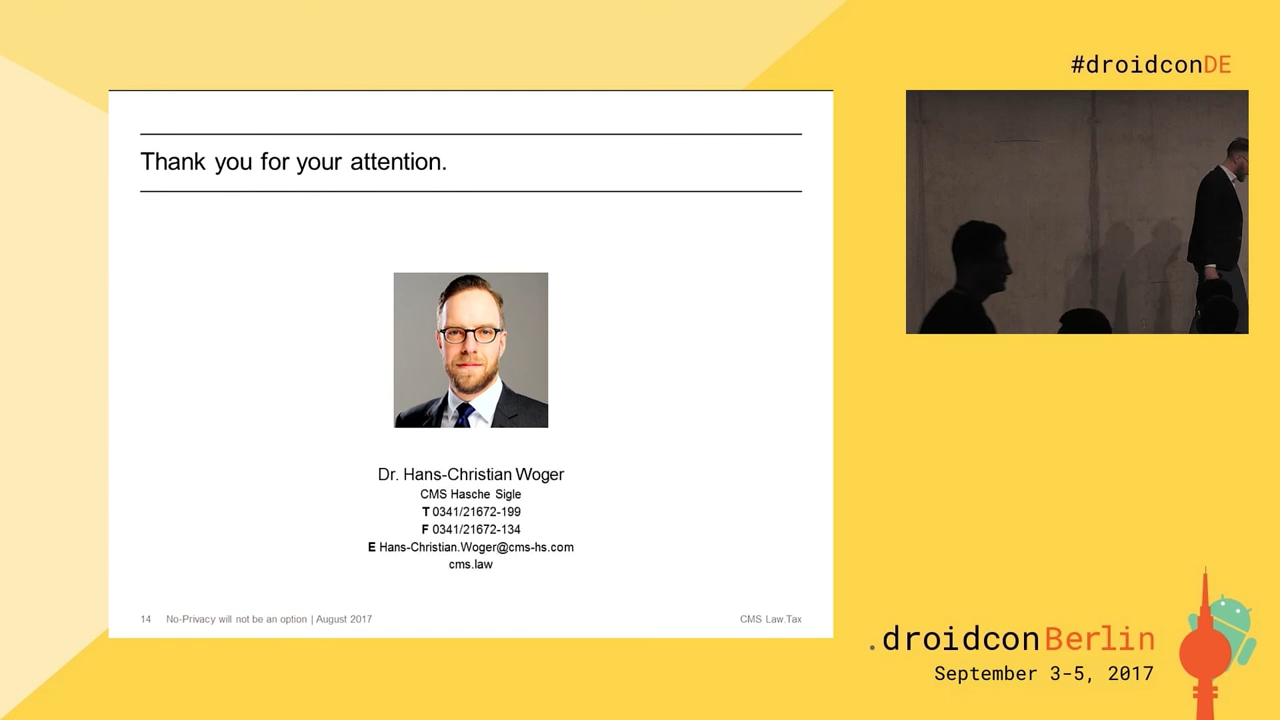 #droidconDE
Thank you for your attention.
Dr. Hans-Christian Woger
CMS Hasche Sigle
T 0341/21672-199
F 0341/21672-134
E Hans-Christian.Woger@cms-hs.com
cms.law
14 No-Privacy will not be an option | August 2017
CMS Law.Tax
.droidconBerlin
September 3-5, 2017